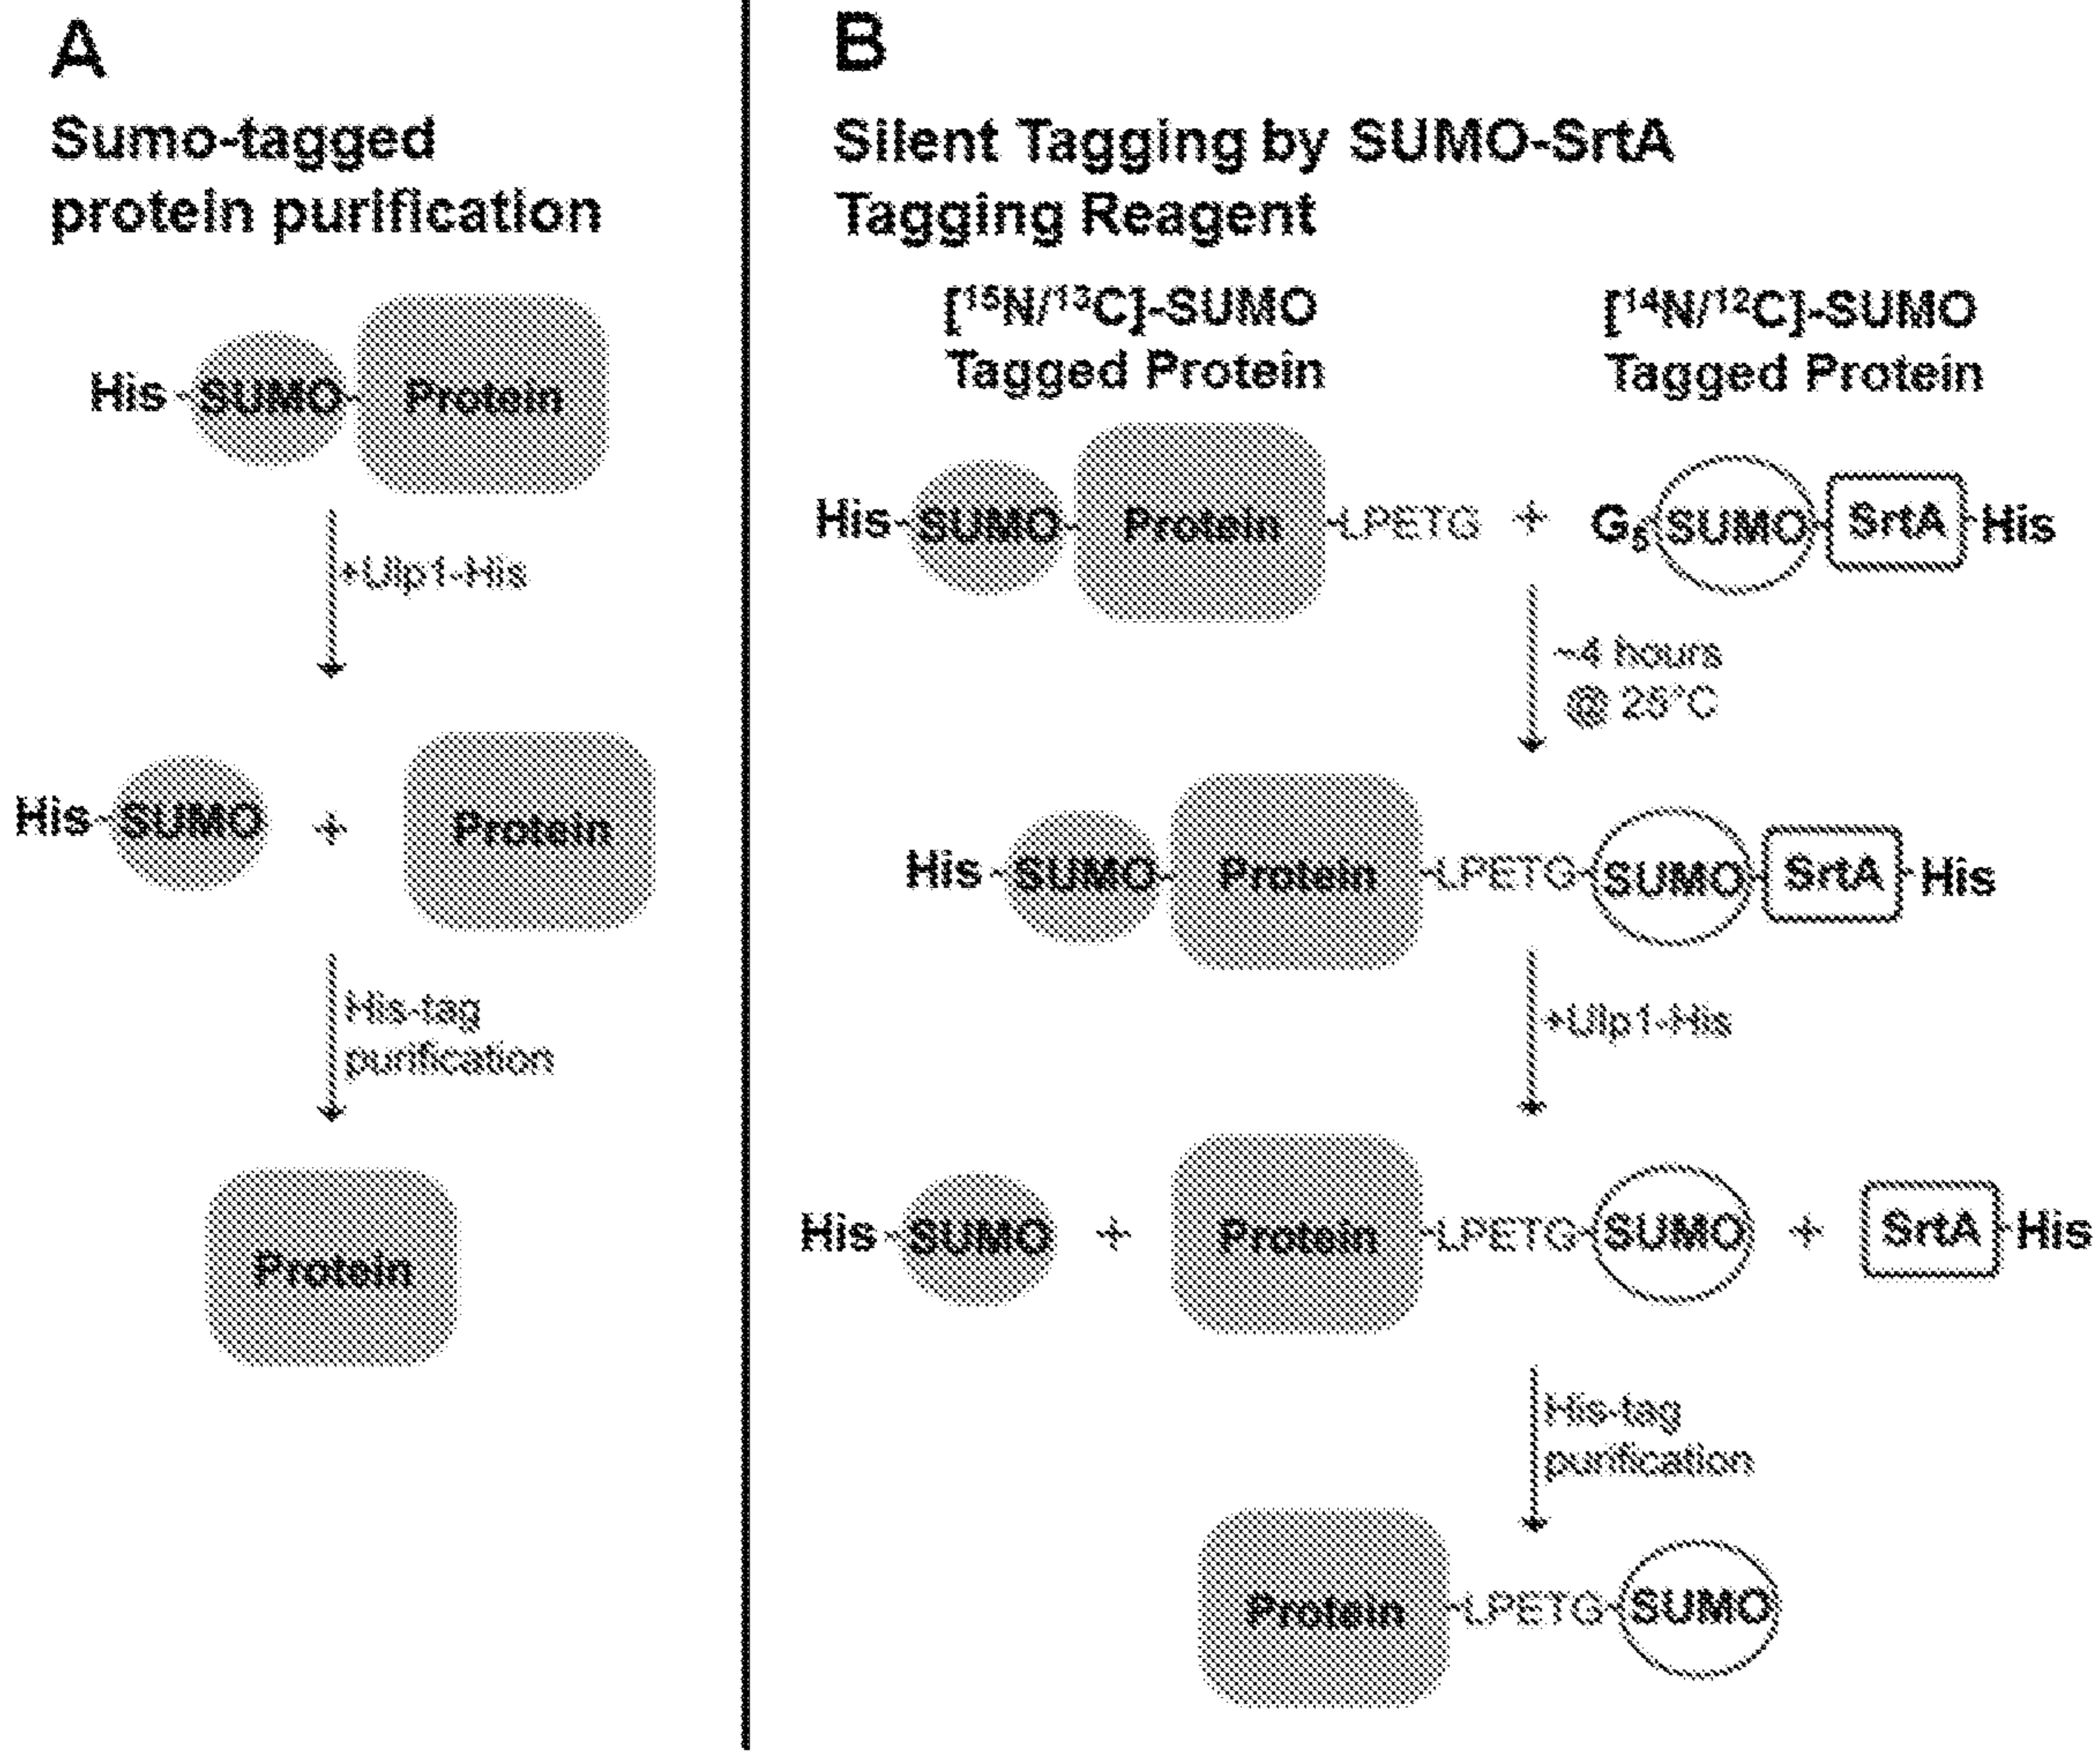 A
Sumo-tagged
protein purification
His SUMO Protein
+Ulp1-His
His SUMO + Protein
His-tag
purification
Protein
B
Silent Tagging by SUMO-SrtA
Tagging Reagent
[¹⁵N/¹³C]-SUMO
Tagged Protein
[¹⁴N/¹²C]-SUMO
Tagged Protein
His SUMO Protein LPETG + G₅ SUMO SrtA His
~4 hours
@ 25°C
His SUMO Protein LPETG SUMO SrtA His
+Ulp1-His
His SUMO + Protein LPETG SUMO + SrtA His
His-tag
purification
Protein LPETG SUMO